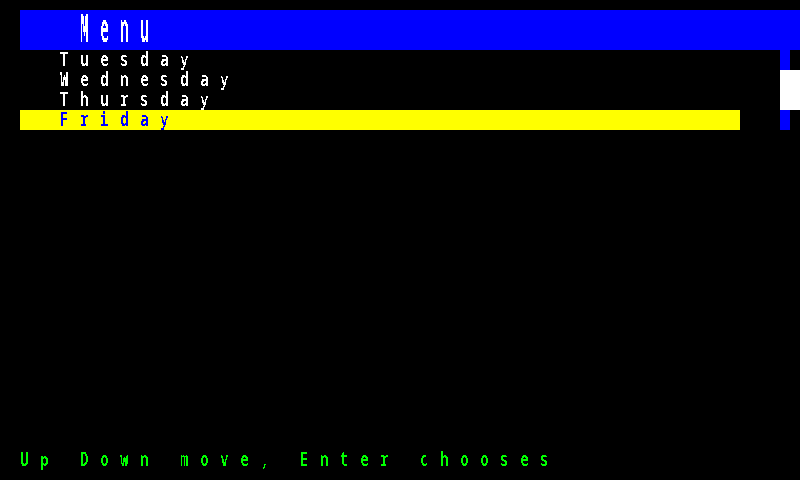 Menu
Tuesday
Wednesday
Thursday
Friday
Up Down move, Enter chooses